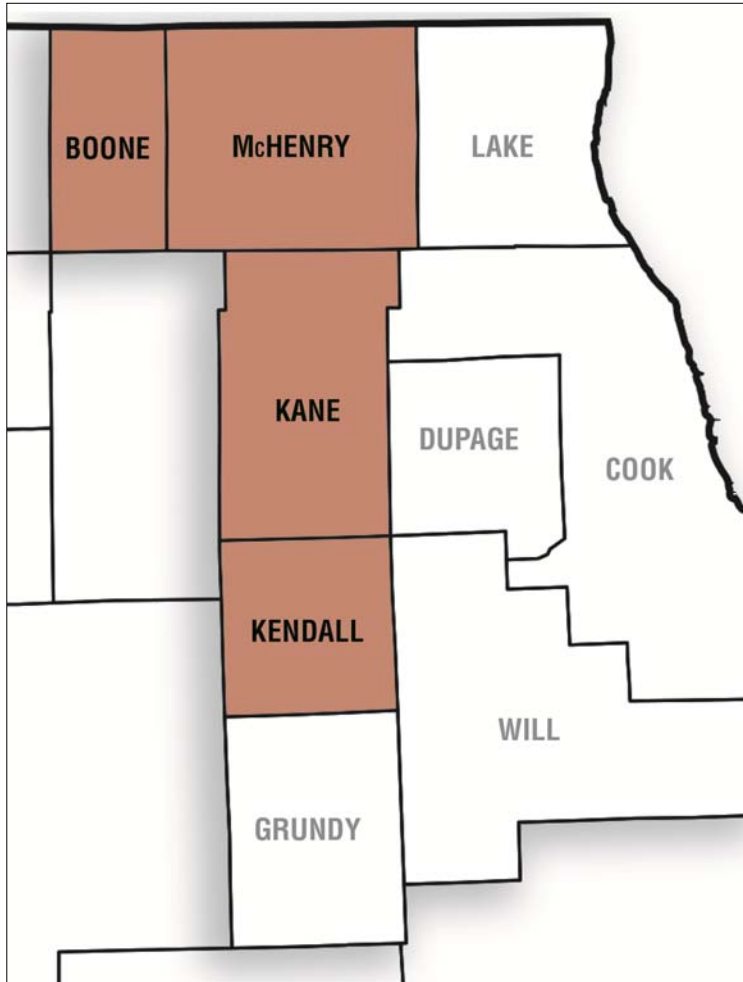 BOONE
McHENRY
LAKE
KANE
DUPAGE
COOK
KENDALL
WILL
GRUNDY